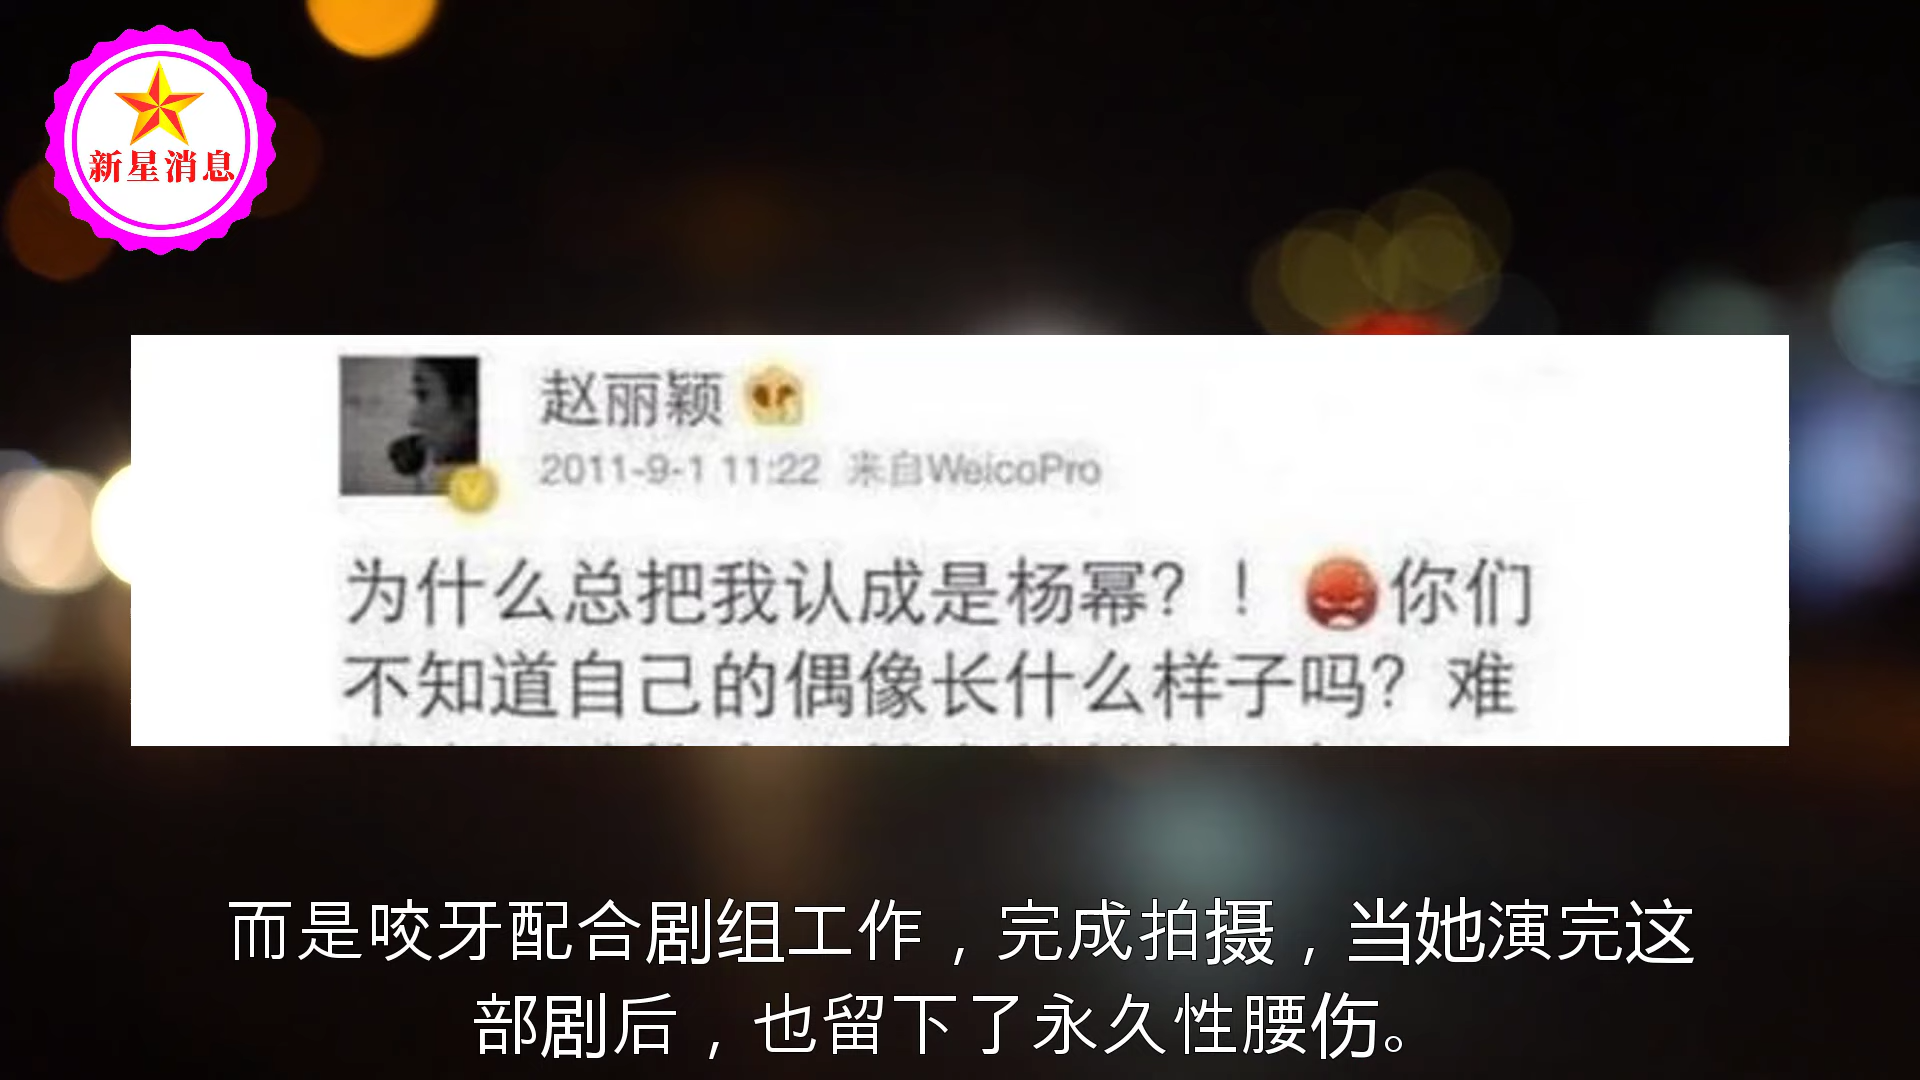 新星消息
赵丽颖
2011-9-1 11:22 来自WeicoPro
为什么总把我认成是杨幂？！你们
不知道自己的偶像长什么样子吗？难
而是咬牙配合剧组工作，完成拍摄，当她演完这
部剧后，也留下了永久性腰伤。